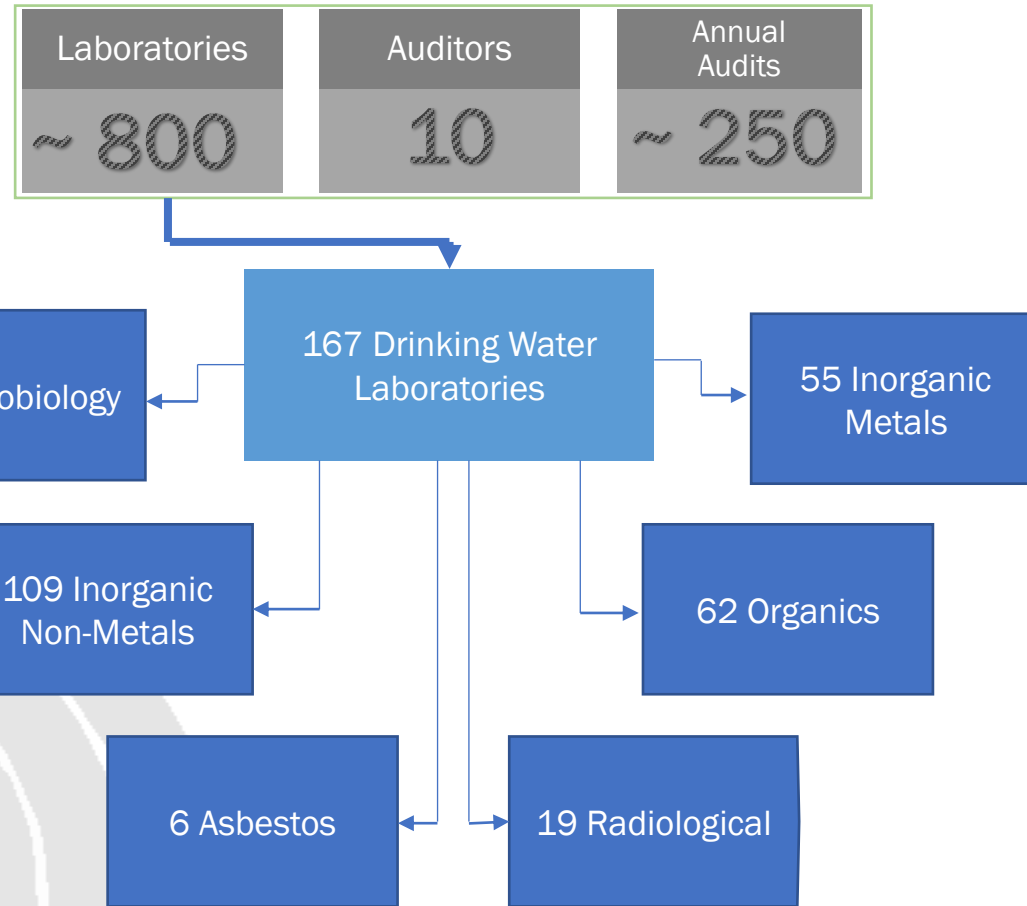 Laboratories
~ 800
Auditors
10
Annual
Audits
~ 250
167 Drinking Water
Laboratories
obiology
55 Inorganic
Metals
109 Inorganic
Non-Metals
62 Organics
6 Asbestos
19 Radiological